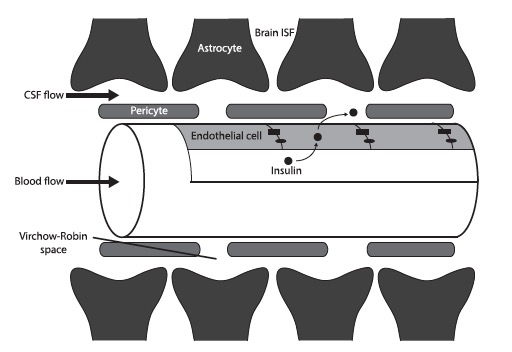 Brain ISF
Astrocyte
CSF flow
Pericyte
Endothelial cell
Insulin
Blood flow
Virchow-Robin
space